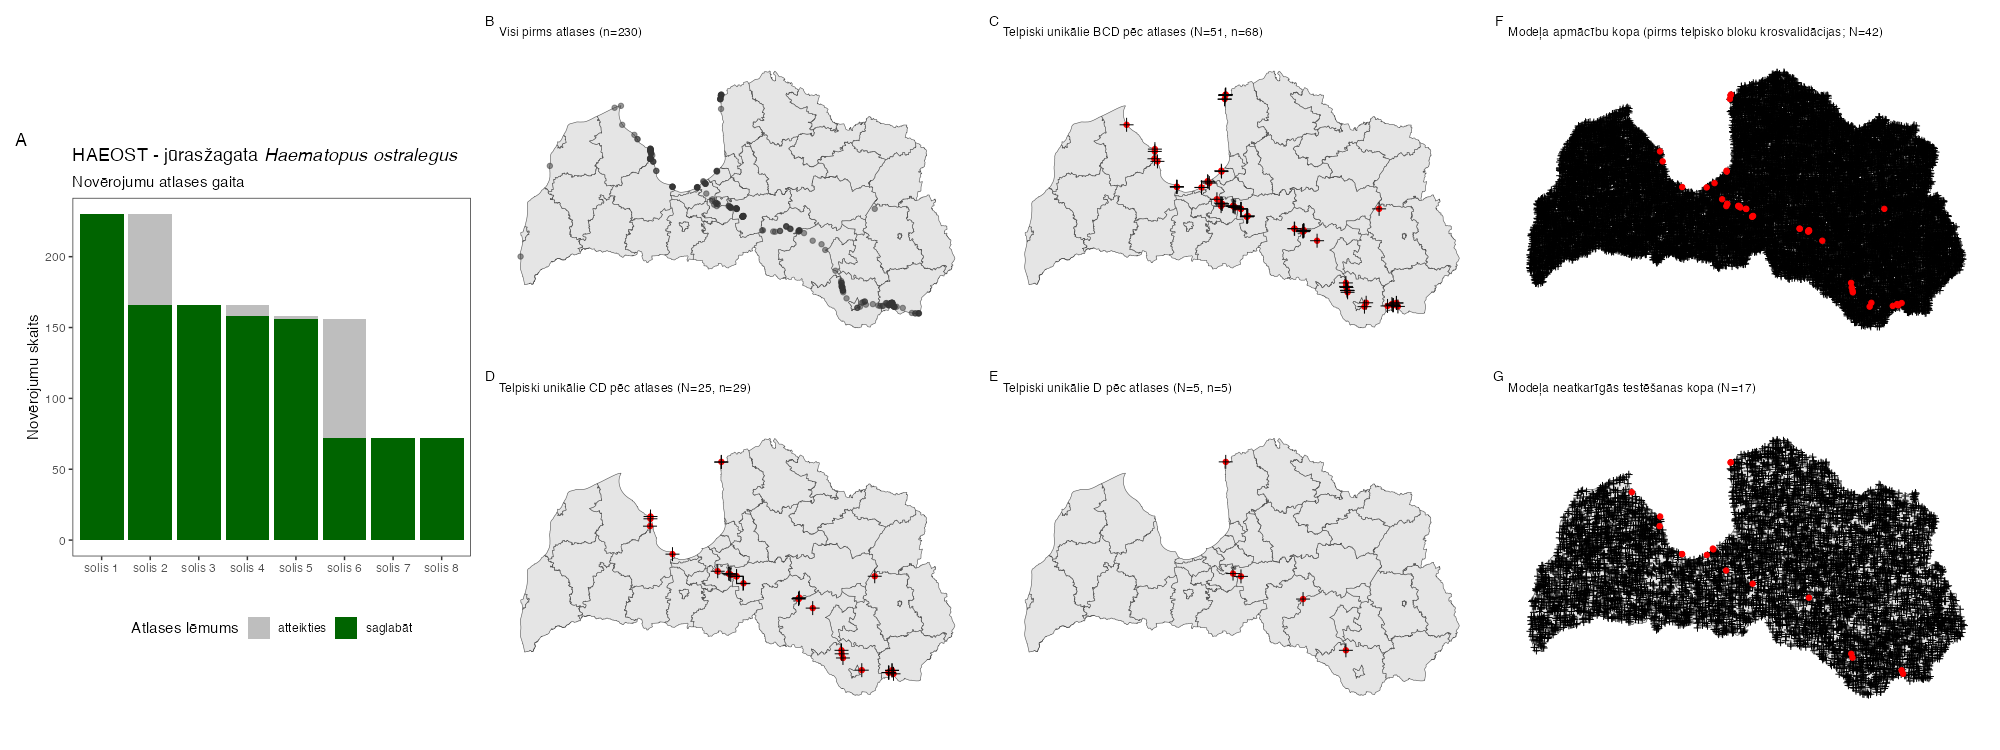 A
HAEOST - jūrasžagata Haematopus ostralegus
Novērojumu atlases gaita
Novērojumu skaits
200
150
100
50
0
solis 1 solis 2 solis 3 solis 4 solis 5 solis 6 solis 7 solis 8
Atlases lēmums atteikties saglabāt
B
Visi pirms atlases (n=230)
C
Telpiski unikālie BCD pēc atlases (N=51, n=68)
F
Modeļa apmācību kopa (pirms telpisko bloku krosvalidācijas; N=42)
D
Telpiski unikālie CD pēc atlases (N=25, n=29)
E
Telpiski unikālie D pēc atlases (N=5, n=5)
G
Modeļa neatkarīgās testēšanas kopa (N=17)